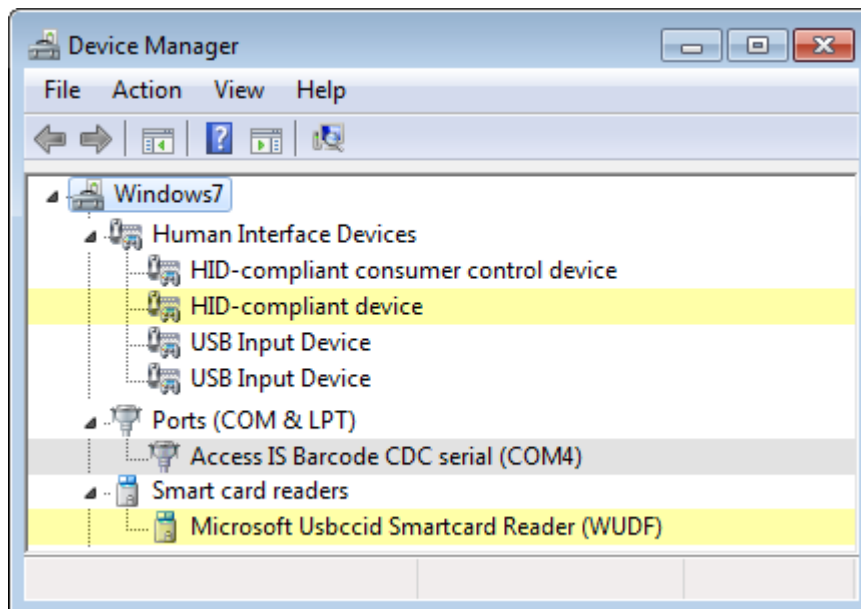 Device Manager
File Action View Help
Windows7
Human Interface Devices
HID-compliant consumer control device
HID-compliant device
USB Input Device
USB Input Device
Ports (COM & LPT)
Access IS Barcode CDC serial (COM4)
Smart card readers
Microsoft Usbccid Smartcard Reader (WUDF)